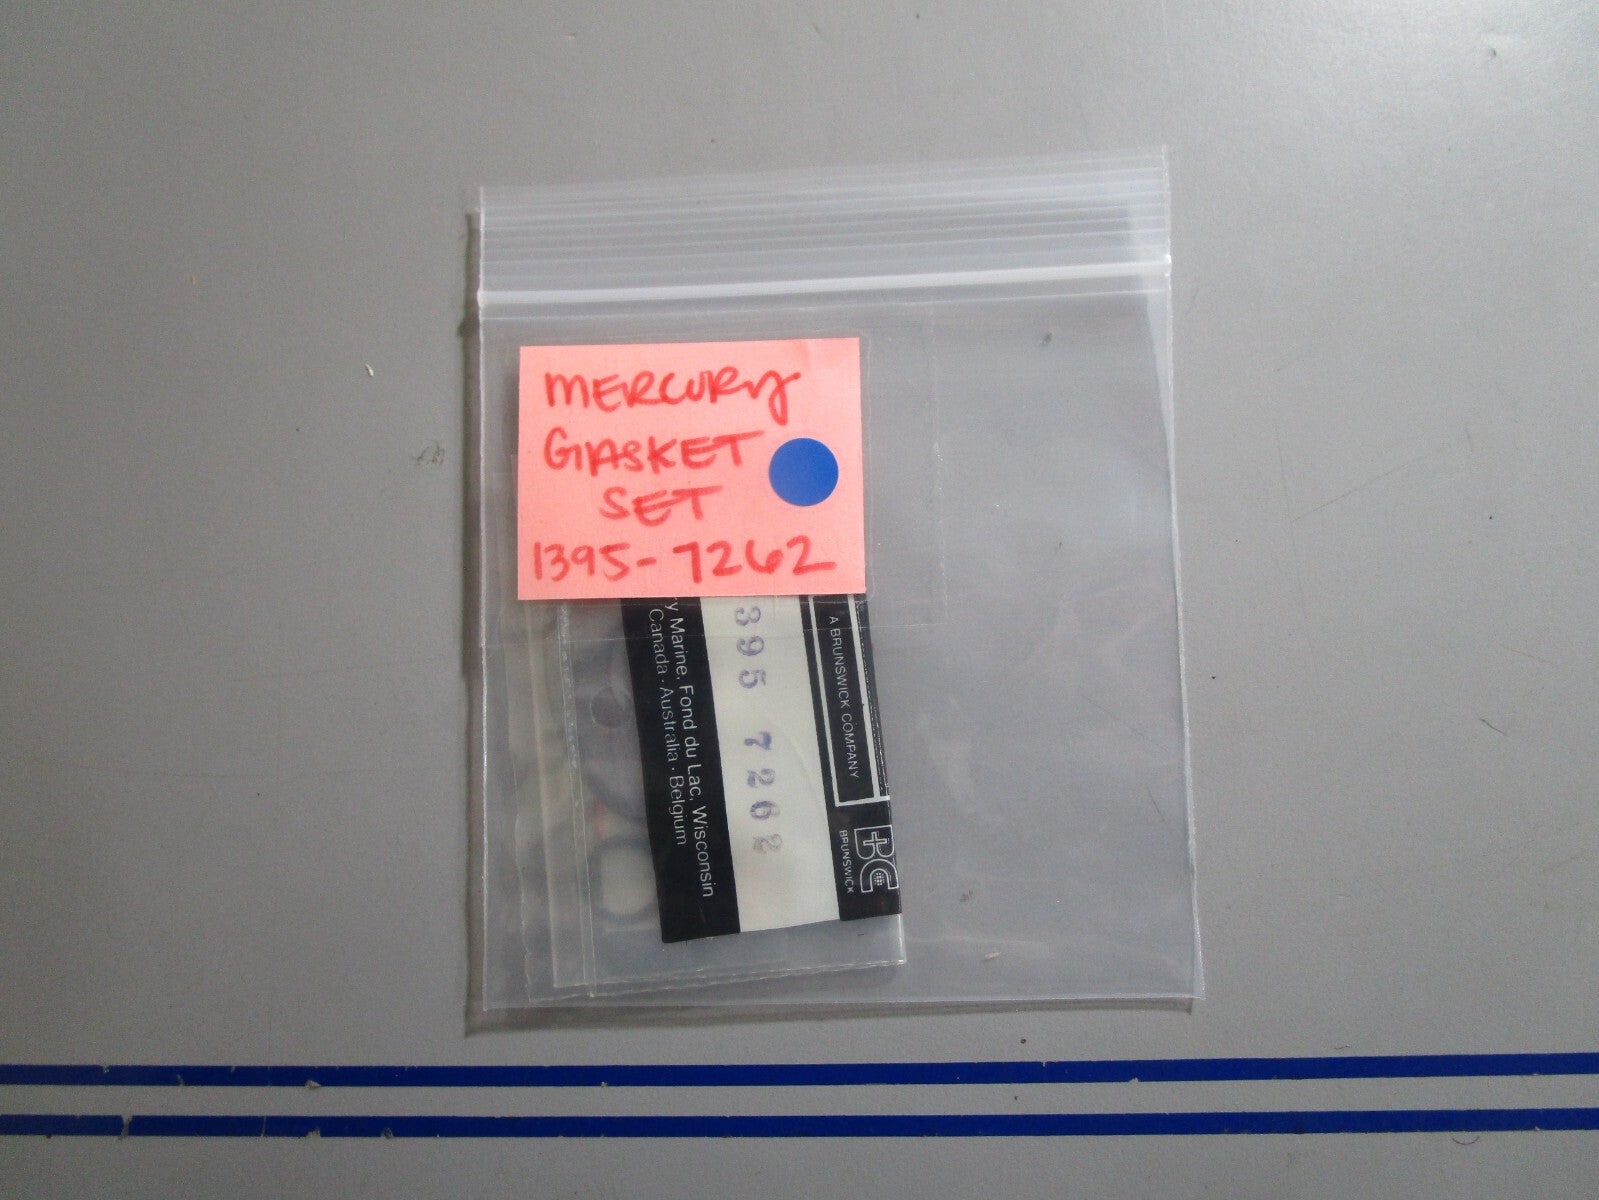 MERCURY
GASKET
SET
1395-7262
395 7262
y Marine, Fond du Lac, Wisconsin
Canada · Australia · Belgium
A BRUNSWICK COMPANY
BRUNSWICK